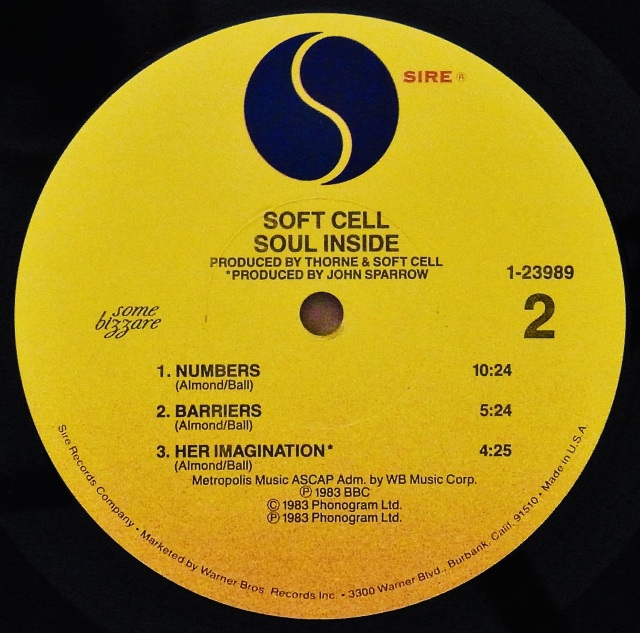 SIRE ®
SOFT CELL
SOUL INSIDE
PRODUCED BY THORNE & SOFT CELL
*PRODUCED BY JOHN SPARROW
1-23989
2
some
bizzare
1. NUMBERS 10:24
(Almond/Ball)
2. BARRIERS 5:24
(Almond/Ball)
3. HER IMAGINATION* 4:25
(Almond/Ball)
Metropolis Music ASCAP Adm. by WB Music Corp.
℗ 1983 BBC
© 1983 Phonogram Ltd.
℗ 1983 Phonogram Ltd.
Sire Records Company • Marketed by Warner Bros. Records Inc. • 3300 Warner Blvd., Burbank, Calif. 91510 • Made in U.S.A.